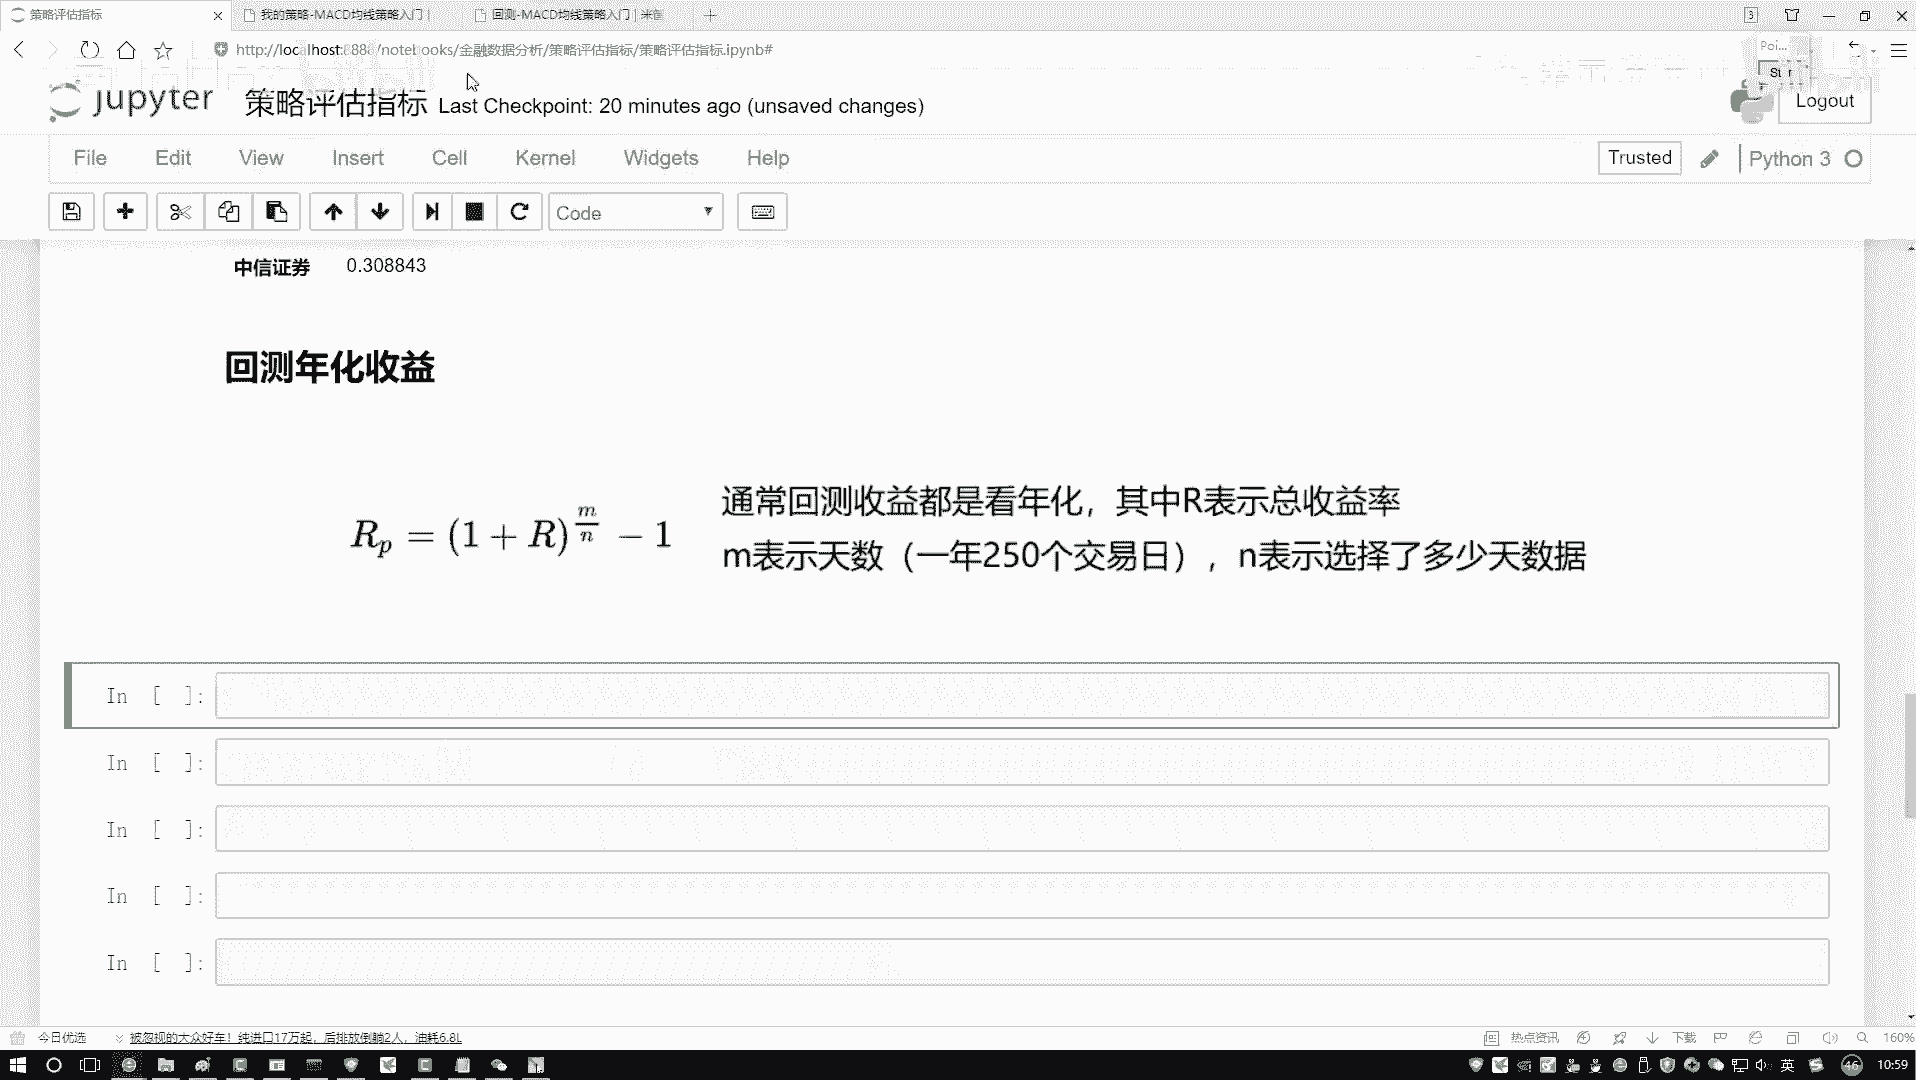 策略评估指标
我的策略-MACD均线策略入门 |
回测-MACD均线策略入门 | 米筐
3
http://localhost:888/notebooks/金融数据分析/策略评估指标/策略评估指标.ipynb#
Poi...
jupyter
策略评估指标
Last Checkpoint: 20 minutes ago (unsaved changes)
Logout
File Edit View Insert Cell Kernel Widgets Help
Trusted
Python 3
Code
中信证券 0.308843
回测年化收益
R_p = (1 + R)^{m/n} − 1
通常回测收益都是看年化，其中R表示总收益率
m表示天数（一年250个交易日），n表示选择了多少天数据
In [ ]:
In [ ]:
In [ ]:
In [ ]:
In [ ]:
今日优选
被忽视的大众好车！纯进口17万起，后排放倒躺2人，油耗6.8L
热点资讯
下载
160%
英
46
10:59